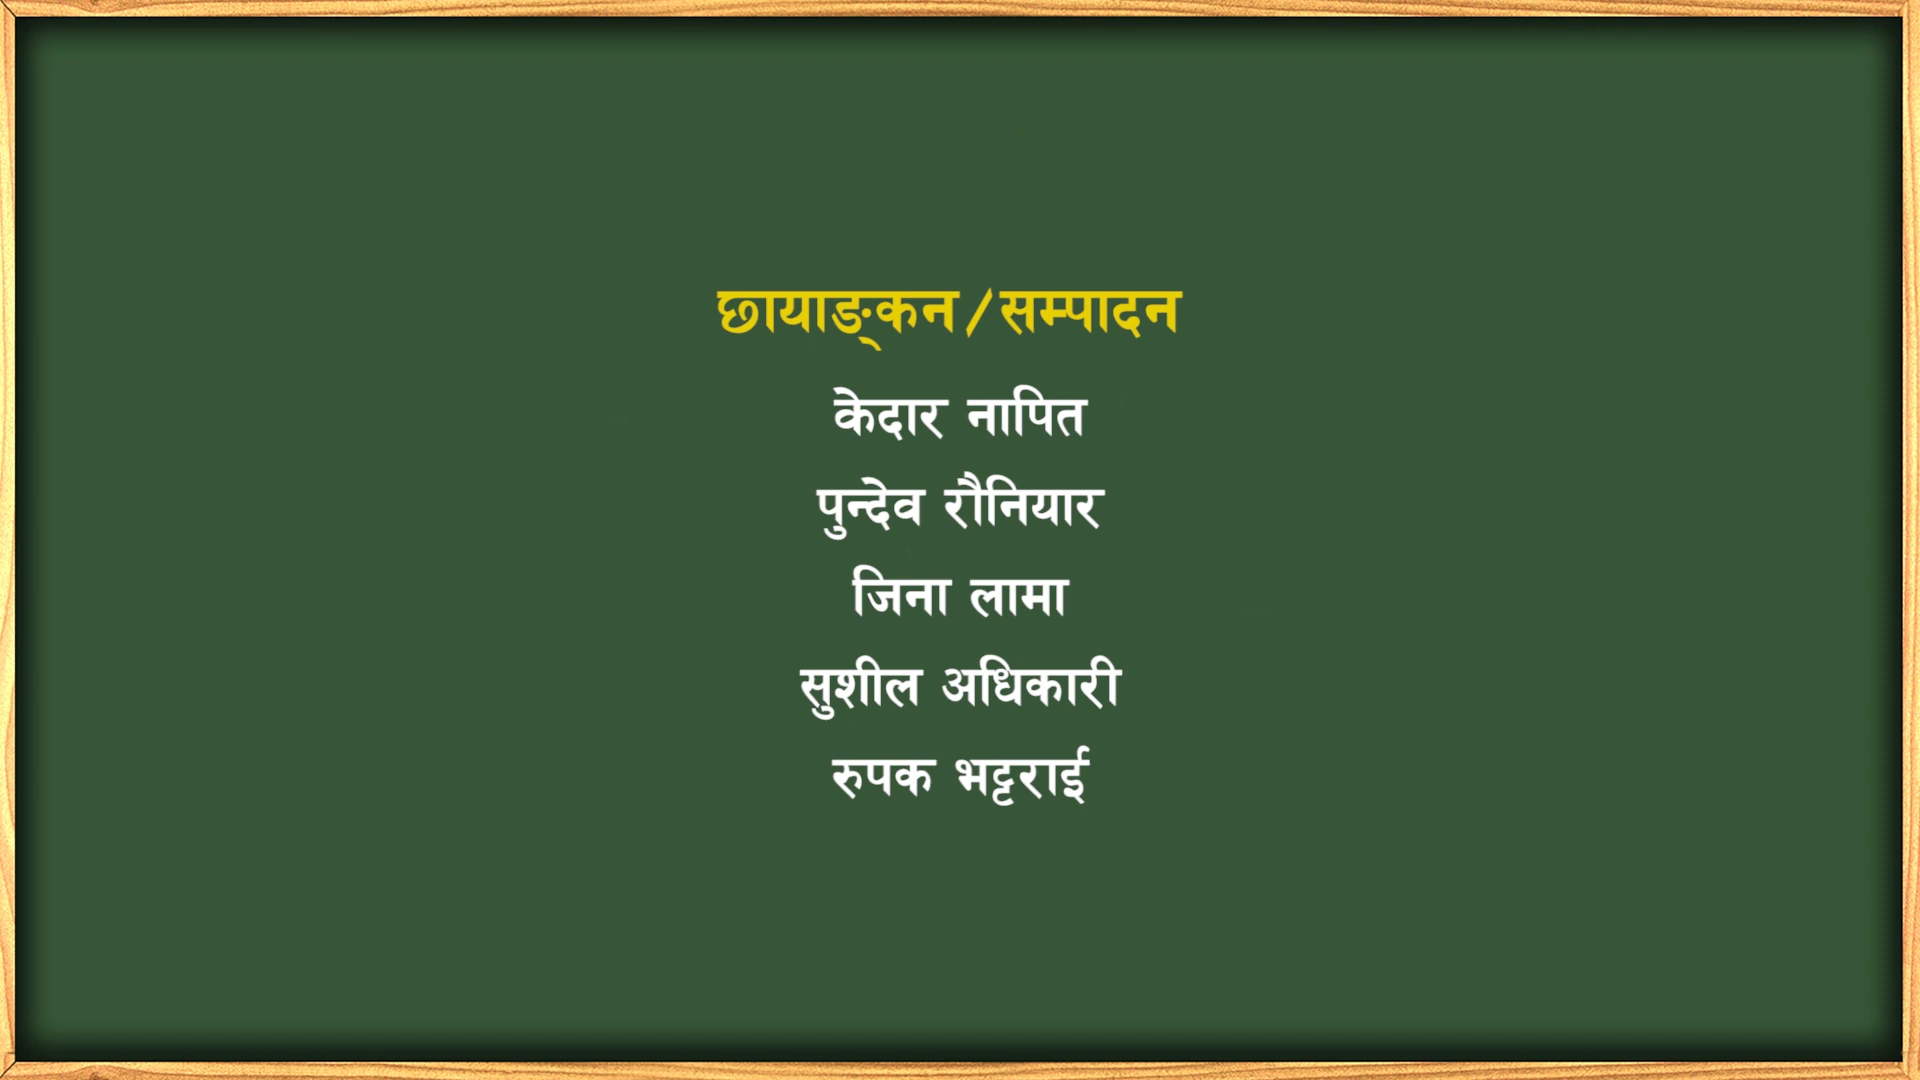 छायाङ्कन/सम्पादन
केदार नापित
पुन्देव रौनियार
जिना लामा
सुशील अधिकारी
रुपक भट्टराई